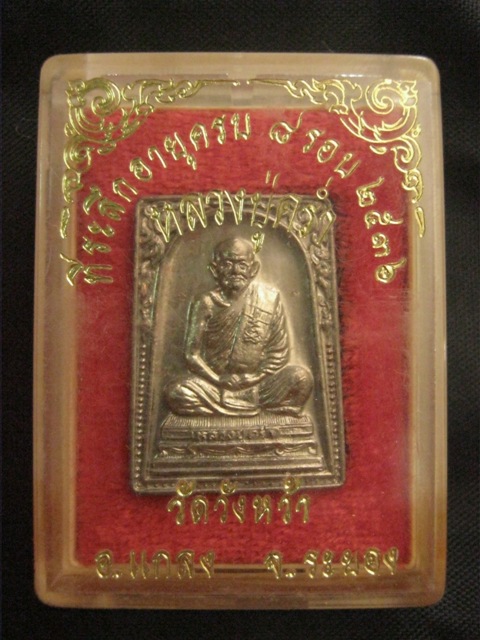 ที่ระลึกอายุครบ ๘ รอบ ๒๕๓๖
หลวงปู่คร่ำ
วัดวังหว้า
อ.แกลง จ.ระยอง